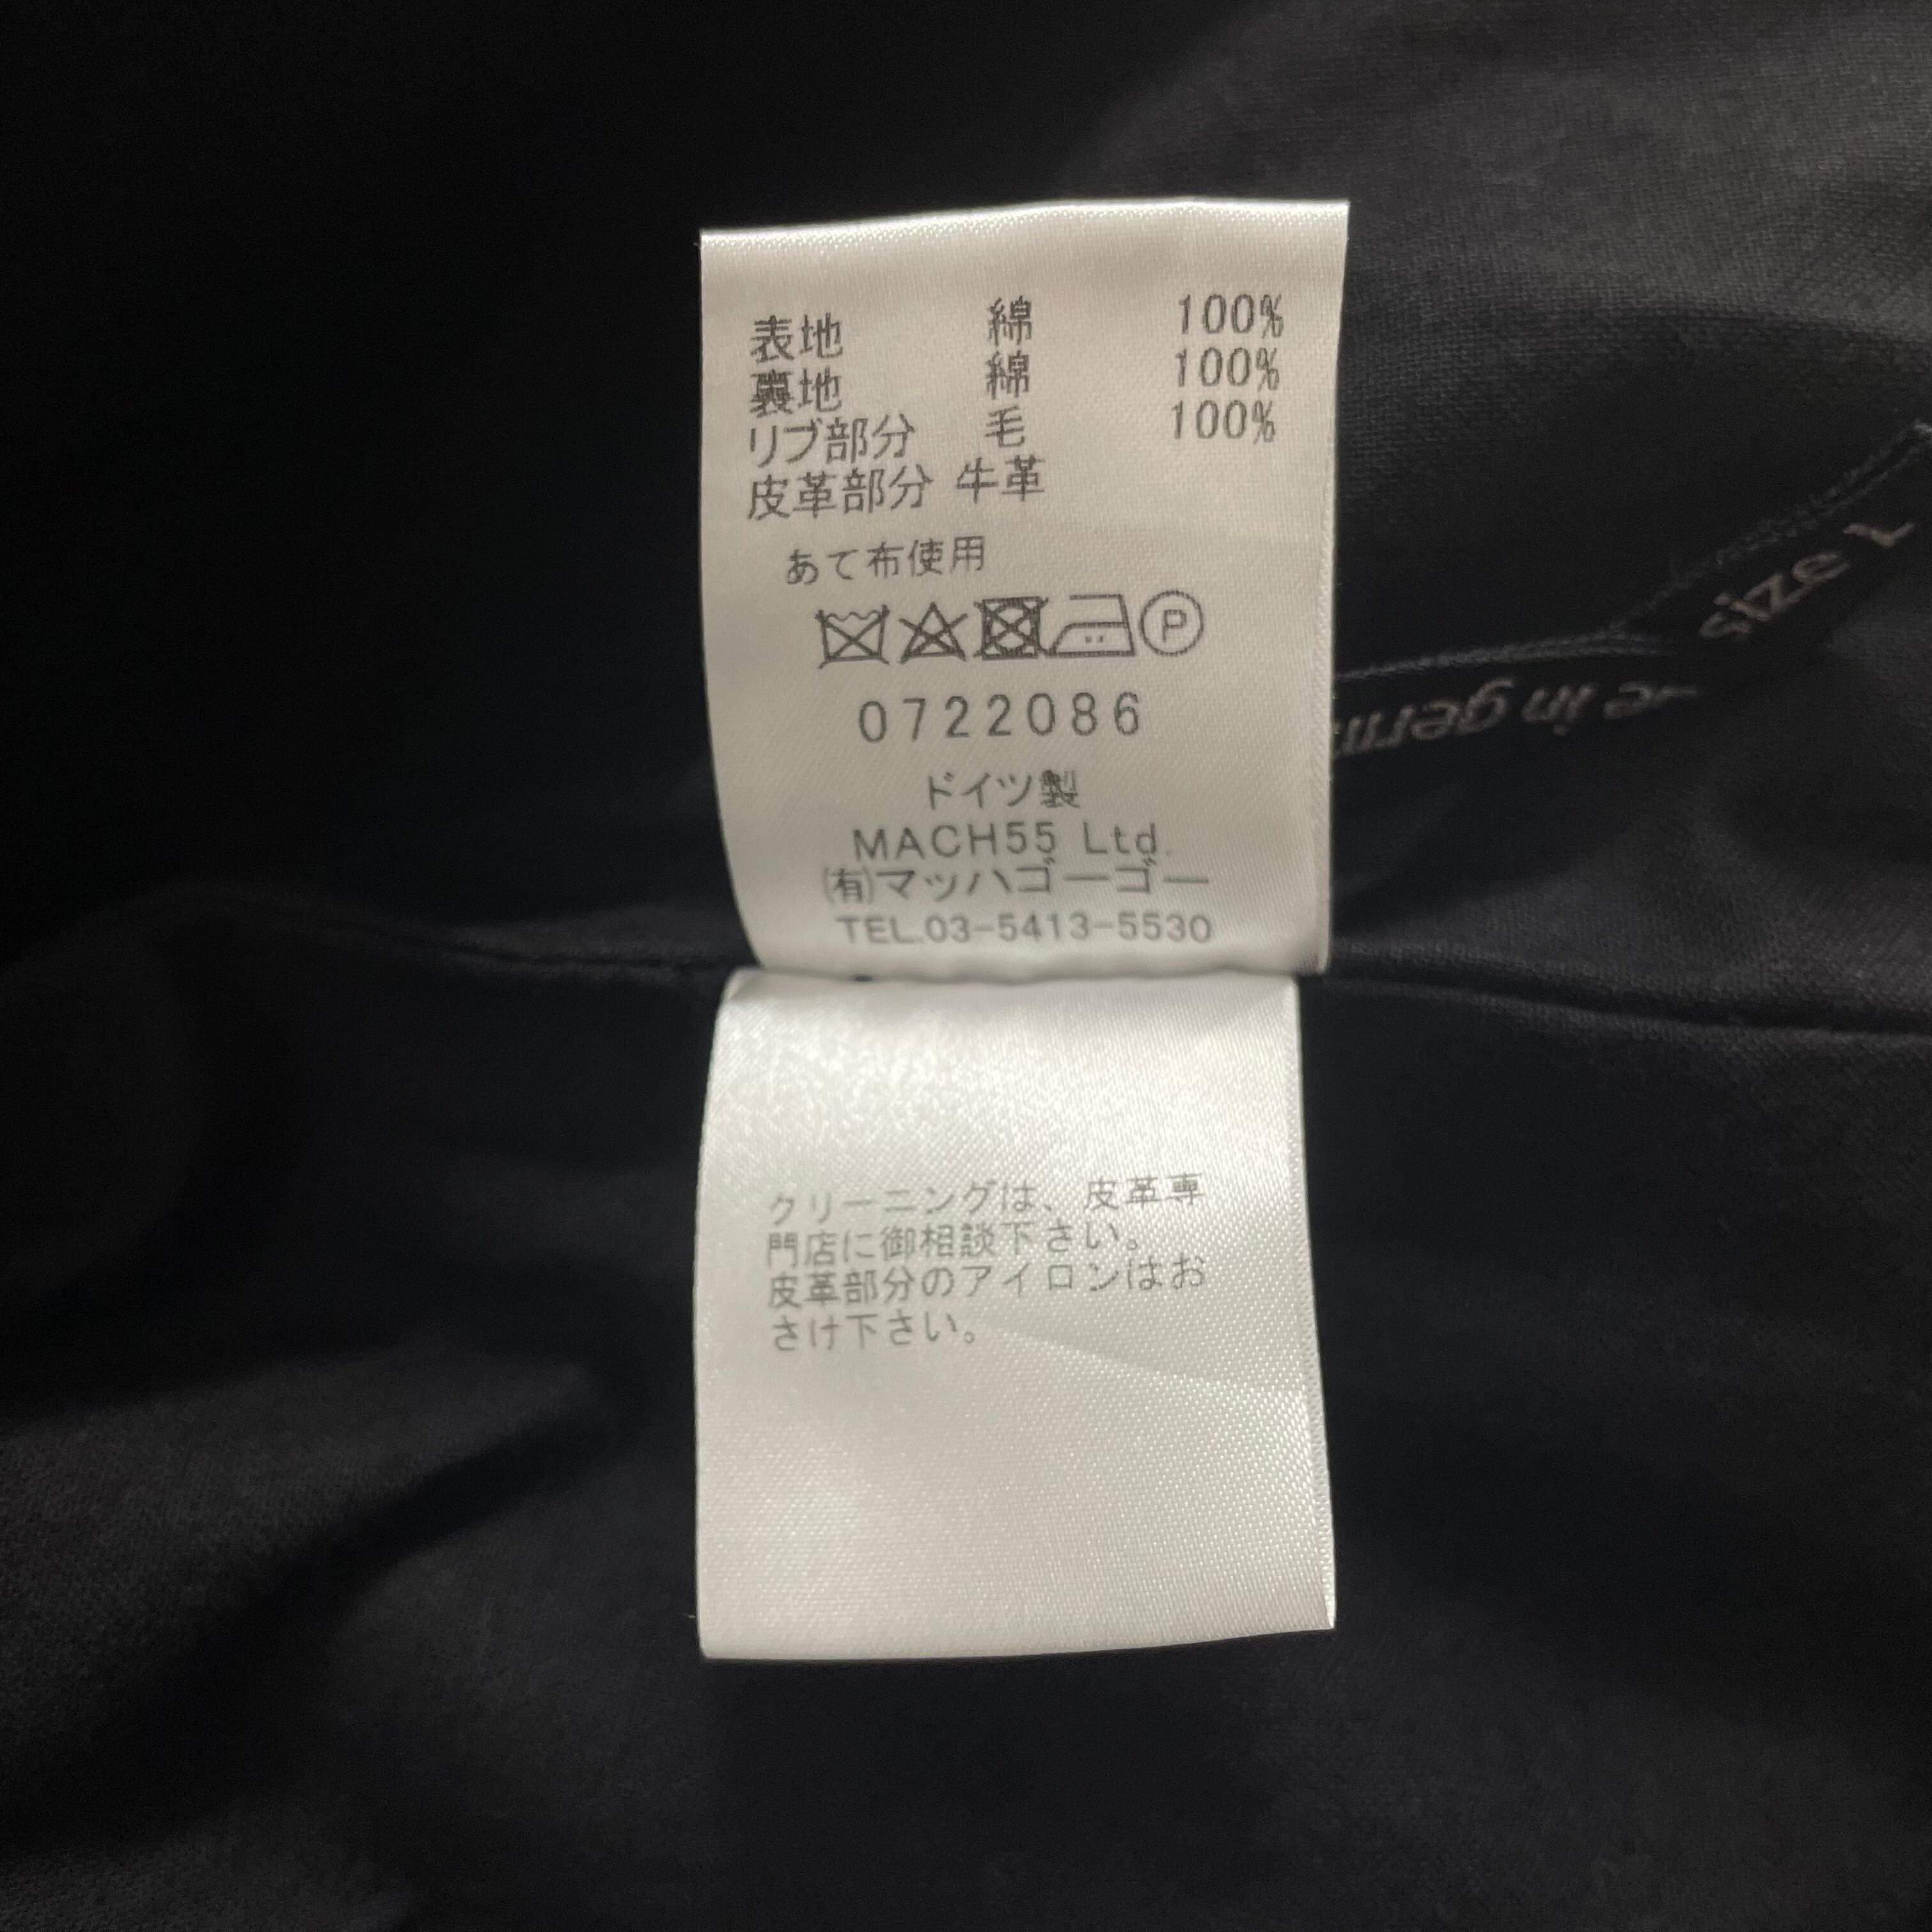 表地 綿 100%
裏地 綿 100%
リブ部分 毛 100%
皮革部分 牛革
あて布使用
P
0722086
ドイツ製
MACH55 Ltd.
(有)マッハゴーゴー
TEL.03-5413-5530
クリーニングは、皮革専
門店に御相談下さい。
皮革部分のアイロンはお
さけ下さい。
size L
in germ